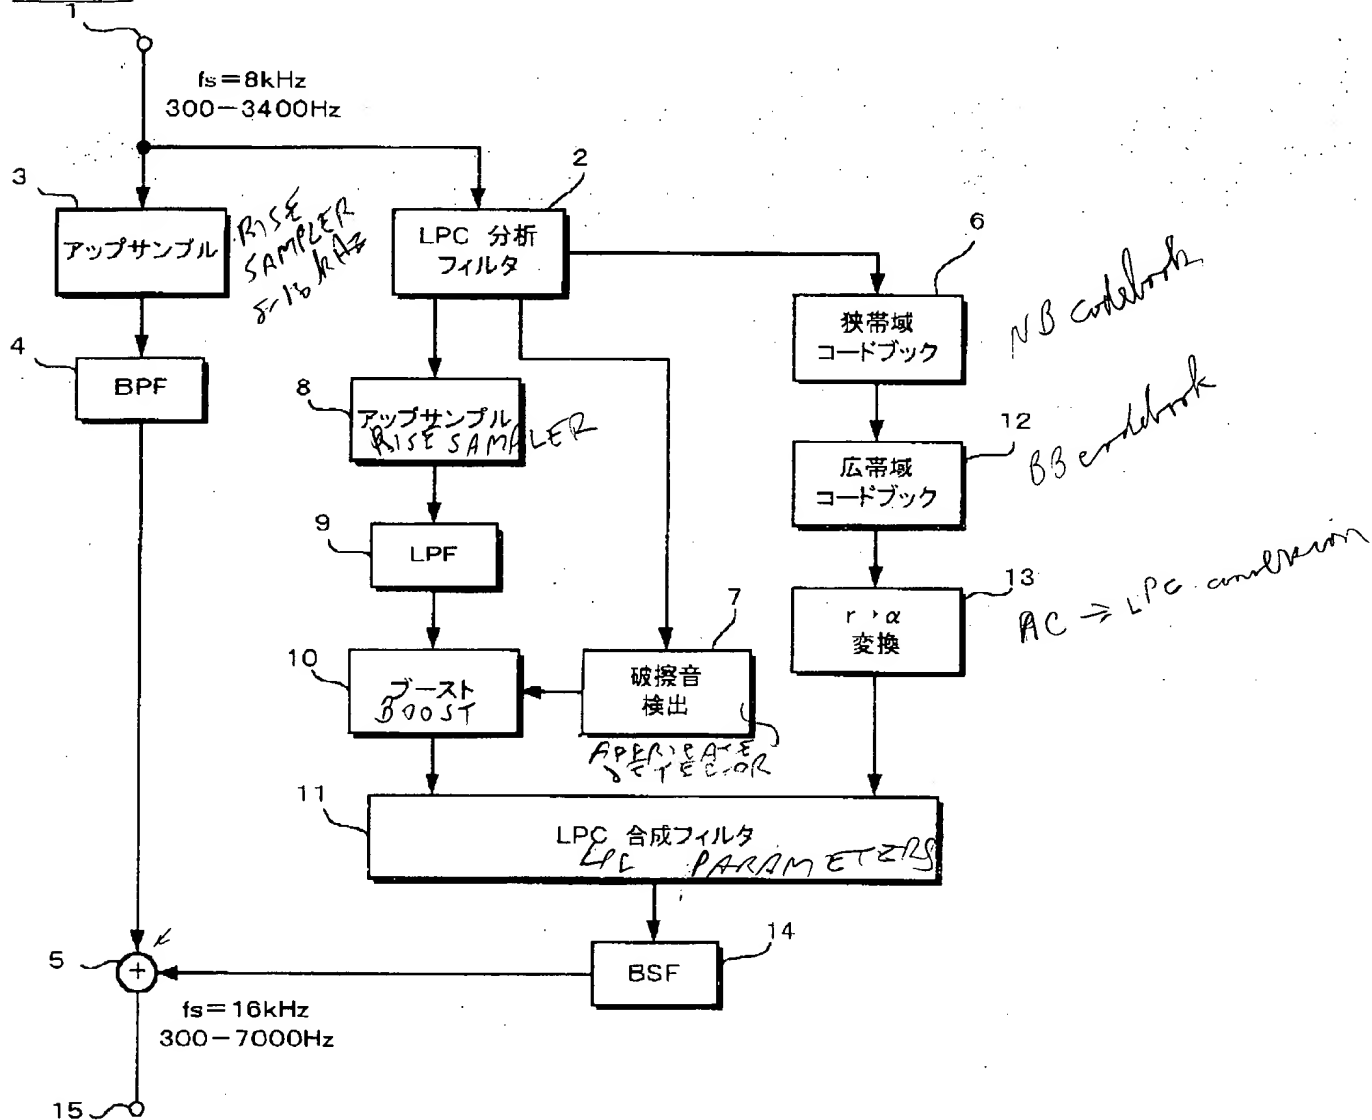 1
fs=8kHz
300-3400Hz
3
アップサンプル
RISE
SAMPLER
2
LPC 分析
フィルタ
6
狭帯域
コードブック
NB codebook
4
BPF
8
アップサンプル
RISE SAMPLER
12
広帯域
コードブック
BB codebook
9
LPF
13
r→α
変換
AC ⇒ LPC conversion
7
破擦音
検出
DETECTOR
10
ブースト
BOOST
11
LPC 合成フィルタ
LPC PARAMETERS
14
BSF
5
+
fs=16kHz
300-7000Hz
15